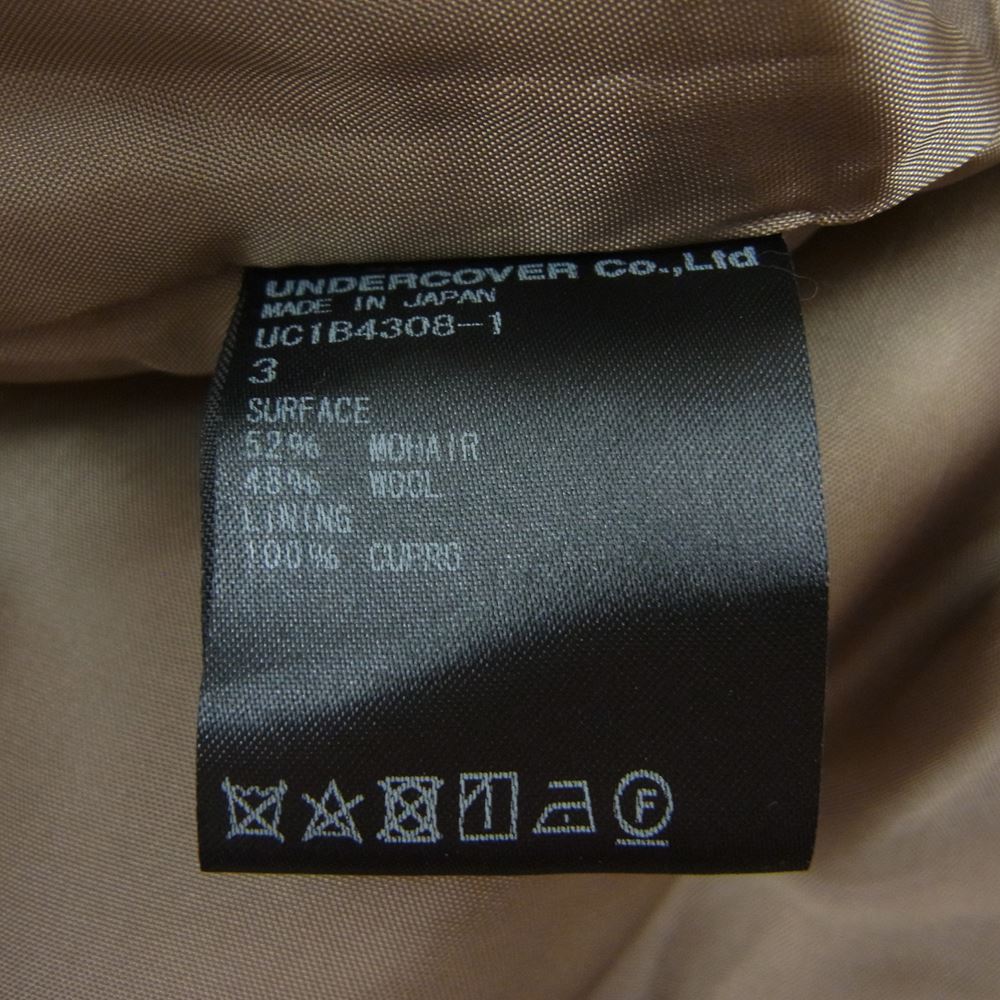 UNDERCOVER Co.,Ltd
MADE IN JAPAN
UC1B4308-1
3
SURFACE
52% MOHAIR
48% WOOL
LINING
100% CUPRO
F